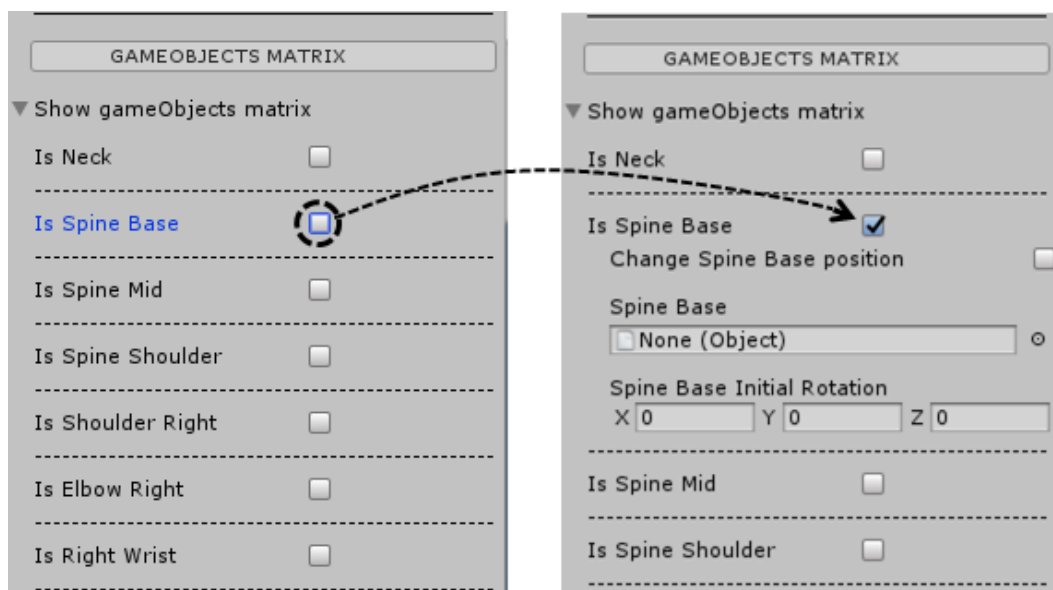 GAMEOBJECTS MATRIX
Show gameObjects matrix
Is Neck
Is Spine Base
Is Spine Mid
Is Spine Shoulder
Is Shoulder Right
Is Elbow Right
Is Right Wrist
GAMEOBJECTS MATRIX
Show gameObjects matrix
Is Neck
Is Spine Base
Change Spine Base position
Spine Base
None (Object)
Spine Base Initial Rotation
X 0 Y 0 Z 0
Is Spine Mid
Is Spine Shoulder